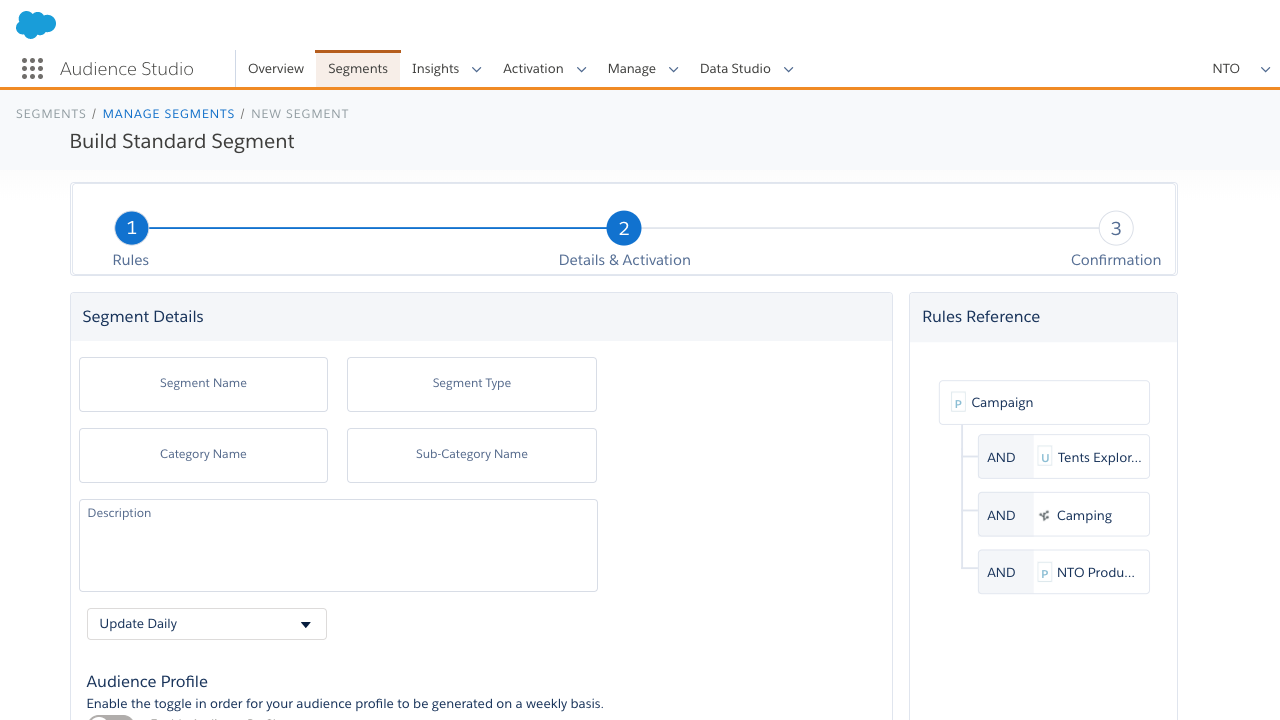 Audience Studio
Overview
Segments
Insights
Activation
Manage
Data Studio
NTO
SEGMENTS / MANAGE SEGMENTS / NEW SEGMENT
Build Standard Segment
1
2
3
Rules
Details & Activation
Confirmation
Segment Details
Segment Name
Segment Type
Category Name
Sub-Category Name
Description
Update Daily
Audience Profile
Enable the toggle in order for your audience profile to be generated on a weekly basis.
Rules Reference
P Campaign
AND U Tents Explor...
AND Camping
AND P NTO Produ...